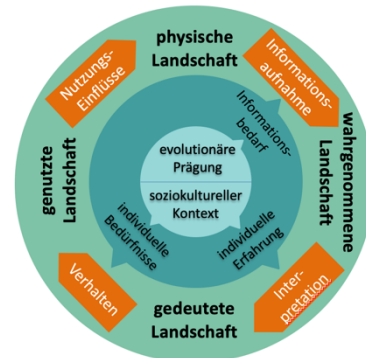 physische
Landschaft
Informations-
aufnahme
wahrgenommene
Landschaft
Inter-
pretation
gedeutete
Landschaft
Verhalten
genutzte
Landschaft
Nutzungs-
Einflüsse
Informations-
bedarf
individuelle
Erfahrung
individuelle
Bedürfnisse
evolutionäre
Prägung
soziokultureller
Kontext